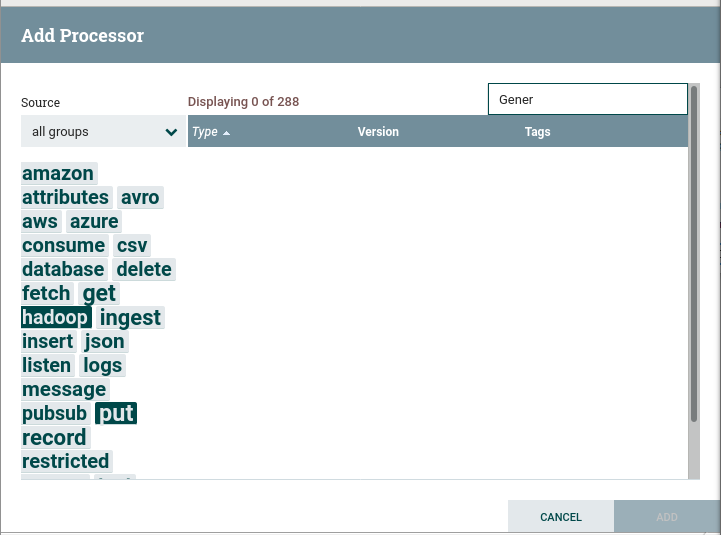 Add Processor
Source
Displaying 0 of 288
Gener
all groups
Type Version Tags
amazon
attributes avro
aws azure
consume csv
database delete
fetch get
hadoop ingest
insert json
listen logs
message
pubsub put
record
restricted
CANCEL ADD